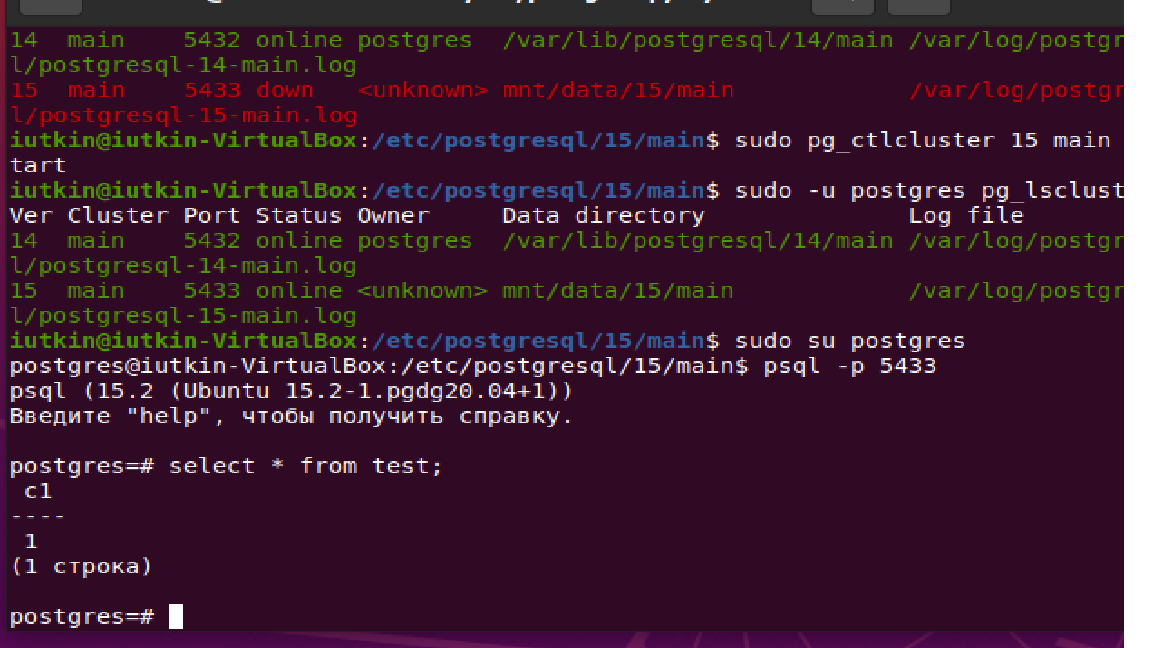 14  main    5432 online postgres  /var/lib/postgresql/14/main /var/log/postgr
l/postgresql-14-main.log
15  main    5433 down   <unknown> mnt/data/15/main            /var/log/postgr
l/postgresql-15-main.log
iutkin@iutkin-VirtualBox:/etc/postgresql/15/main$ sudo pg_ctlcluster 15 main
tart
iutkin@iutkin-VirtualBox:/etc/postgresql/15/main$ sudo -u postgres pg_lsclust
Ver Cluster Port Status Owner     Data directory              Log file
14  main    5432 online postgres  /var/lib/postgresql/14/main /var/log/postgr
l/postgresql-14-main.log
15  main    5433 online <unknown> mnt/data/15/main            /var/log/postgr
l/postgresql-15-main.log
iutkin@iutkin-VirtualBox:/etc/postgresql/15/main$ sudo su postgres
postgres@iutkin-VirtualBox:/etc/postgresql/15/main$ psql -p 5433
psql (15.2 (Ubuntu 15.2-1.pgdg20.04+1))
Введите "help", чтобы получить справку.
postgres=# select * from test;
 c1
----
 1
(1 строка)
postgres=#